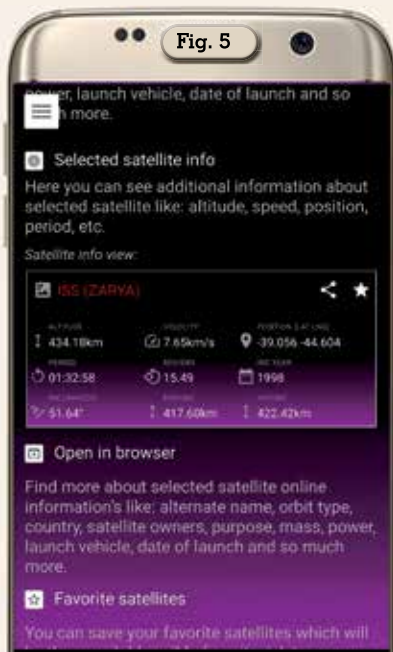 Fig. 5
power, launch vehicle, date of launch and so
h more.
Selected satellite info
Here you can see additional information about
selected satellite like: altitude, speed, position,
period, etc.
Satellite info view:
ISS (ZARYA)
ALTITUDE VELOCITY
434.18km 7.65km/s -39.056 -44.604
PERIOD
01:32:58 15.49 1998
51.64° 417.60km 422.42km
Open in browser
Find more about selected satellite online
information's like: alternate name, orbit type,
country, satellite owners, purpose, mass, power,
launch vehicle, date of launch and so much
more.
Favorite satellites
You can save your favorite satellites which will